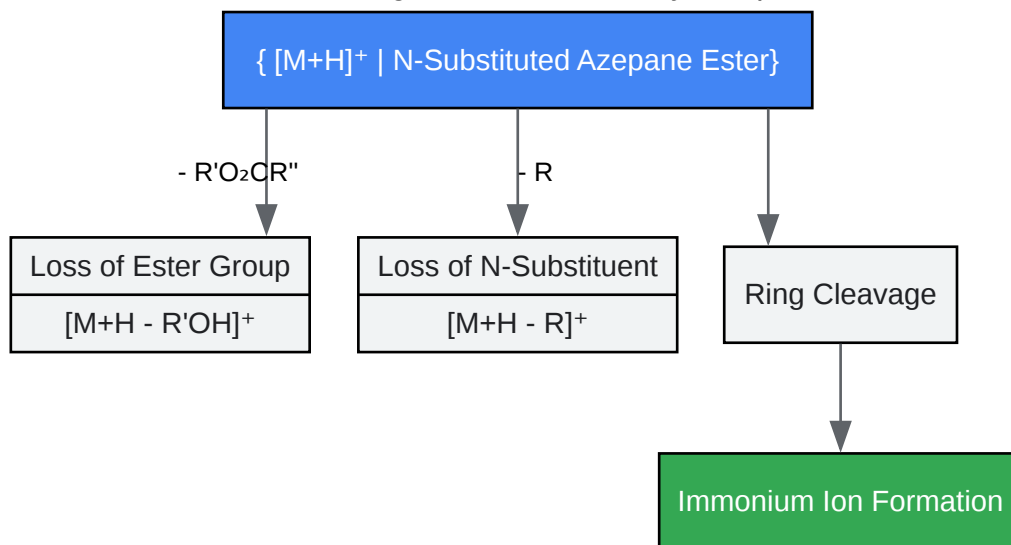 { [M+H]⁺ | N-Substituted Azepane Ester}
- R'O₂CR"
- R
Loss of Ester Group
[M+H - R'OH]⁺
Loss of N-Substituent
[M+H - R]⁺
Ring Cleavage
Immonium Ion Formation